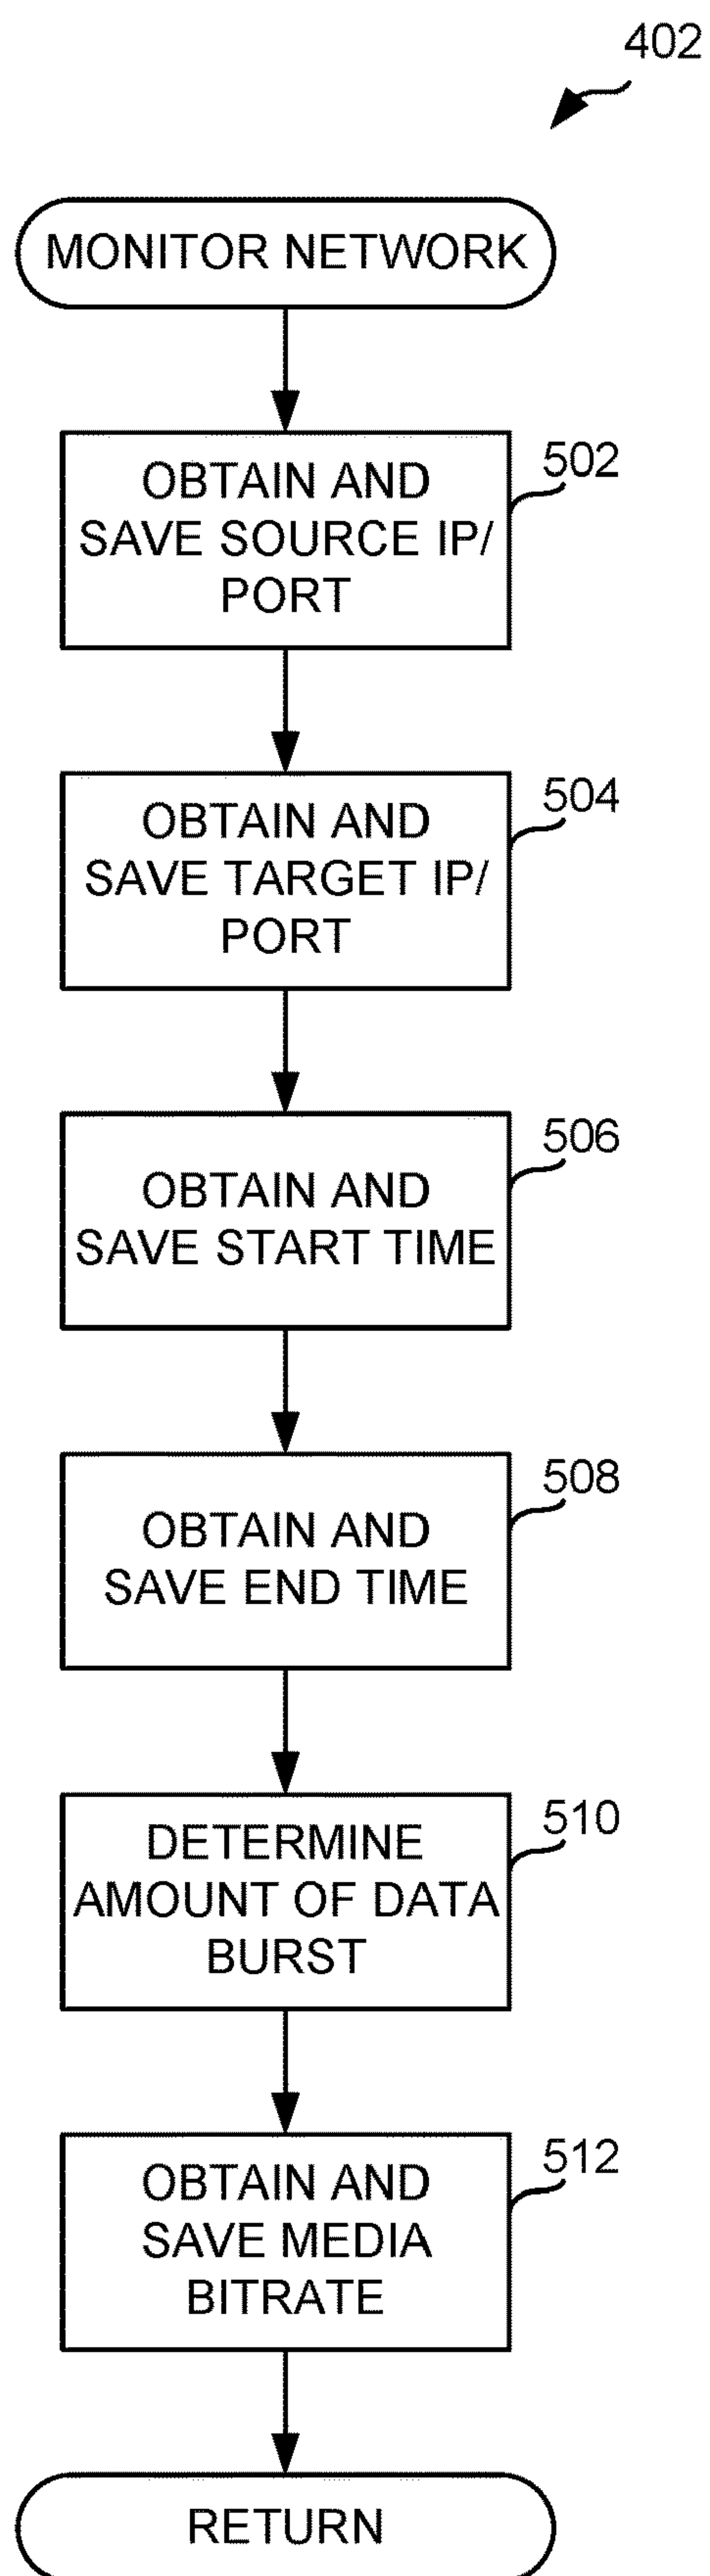 402
MONITOR NETWORK
OBTAIN AND
SAVE SOURCE IP/
PORT
502
OBTAIN AND
SAVE TARGET IP/
PORT
504
OBTAIN AND
SAVE START TIME
506
OBTAIN AND
SAVE END TIME
508
DETERMINE
AMOUNT OF DATA
BURST
510
OBTAIN AND
SAVE MEDIA
BITRATE
512
RETURN